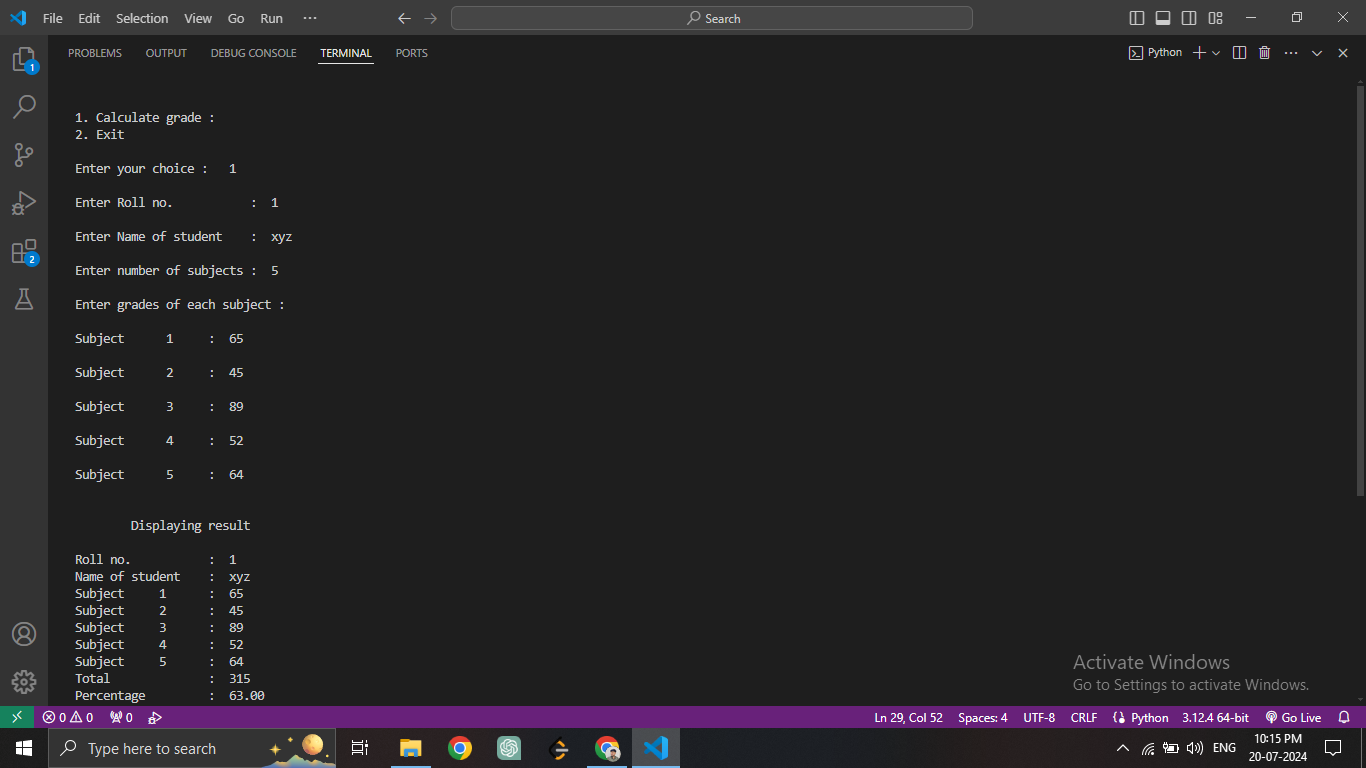 File Edit Selection View Go Run ··· Search
PROBLEMS OUTPUT DEBUG CONSOLE TERMINAL PORTS Python
1
2
1. Calculate grade :
2. Exit
Enter your choice : 1
Enter Roll no. : 1
Enter Name of student : xyz
Enter number of subjects : 5
Enter grades of each subject :
Subject 1 : 65
Subject 2 : 45
Subject 3 : 89
Subject 4 : 52
Subject 5 : 64
Displaying result
Roll no. : 1
Name of student : xyz
Subject 1 : 65
Subject 2 : 45
Subject 3 : 89
Subject 4 : 52
Subject 5 : 64
Total : 315
Percentage : 63.00
Activate Windows
Go to Settings to activate Windows.
0 0 0 Ln 29, Col 52 Spaces: 4 UTF-8 CRLF Python 3.12.4 64-bit Go Live
Type here to search ENG 10:15 PM
20-07-2024